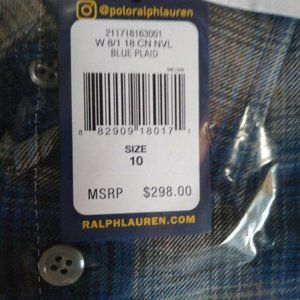 @poloralphlauren
211718163001
W 8/1 18 CN NVL
BLUE PLAID
8 82909 18017 1
SIZE
10
MSRP $298.00
RALPHLAUREN.COM